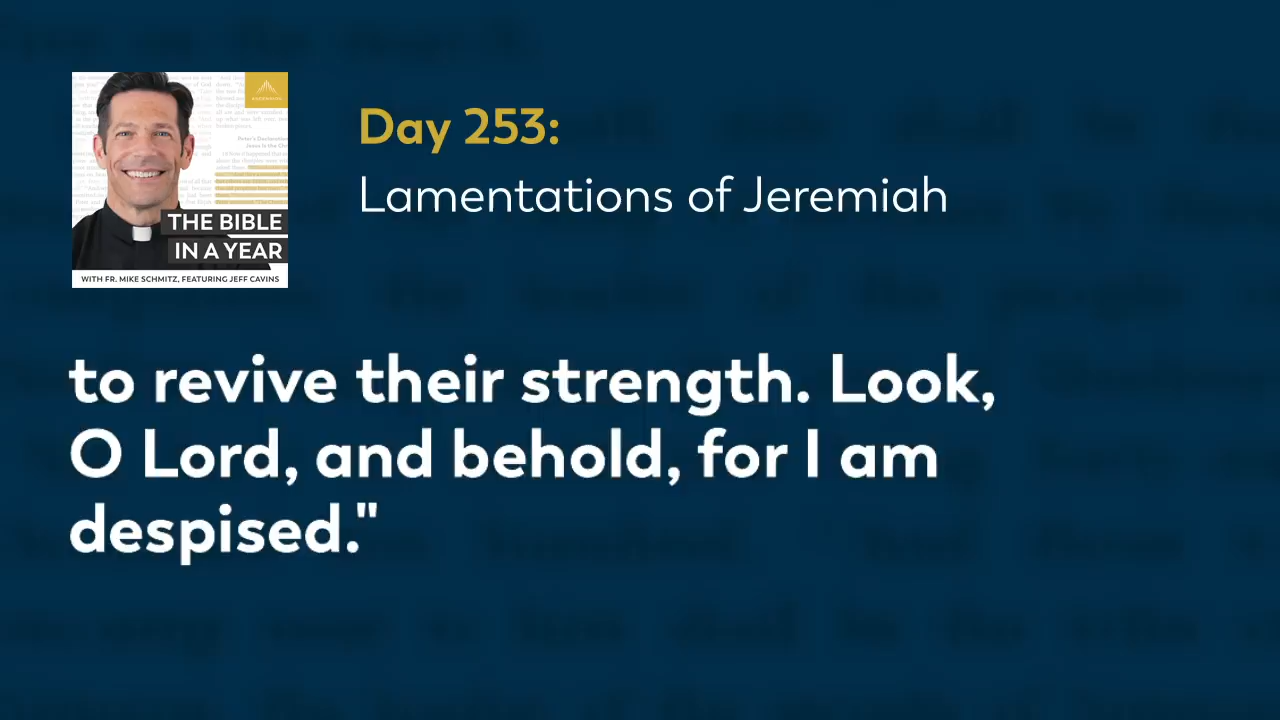 Day 253:
Lamentations of Jeremiah
THE BIBLE
IN A YEAR
WITH FR. MIKE SCHMITZ, FEATURING JEFF CAVINS
to revive their strength. Look,
O Lord, and behold, for I am
despised."